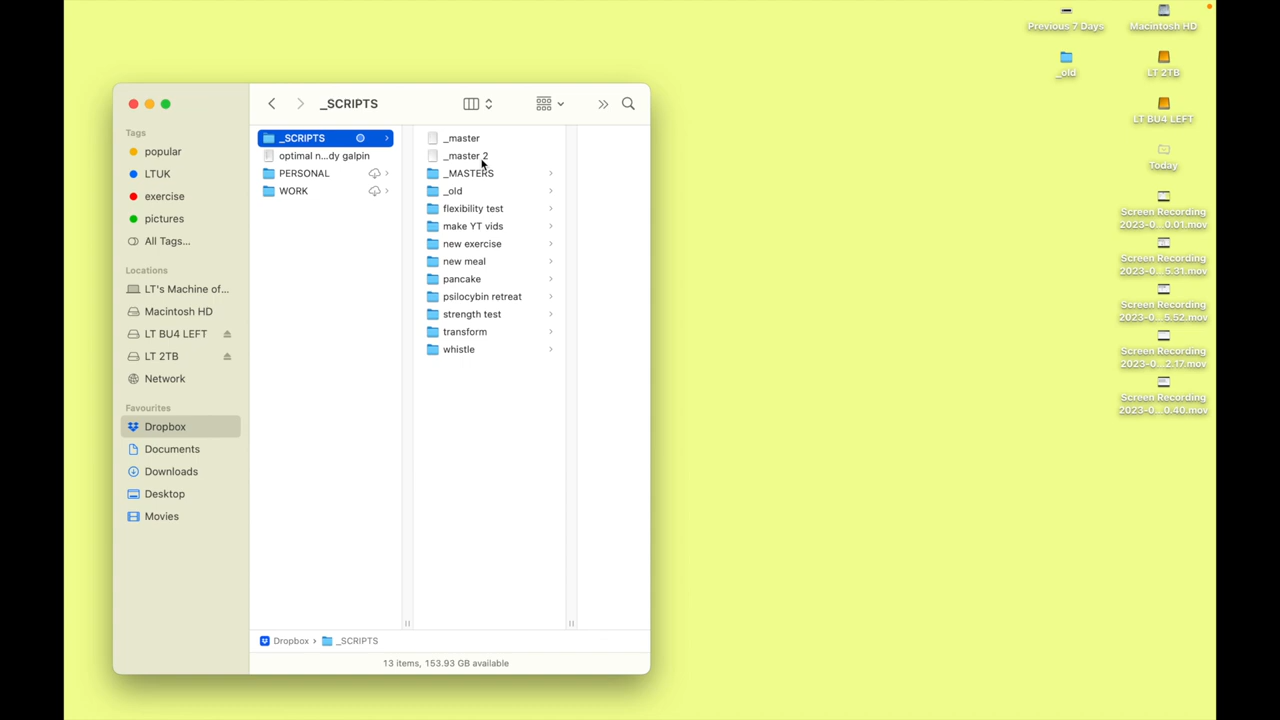 _SCRIPTS
Tags
popular
LTUK
exercise
pictures
All Tags...
Locations
LT's Machine of...
Macintosh HD
LT BU4 LEFT
LT 2TB
Network
Favourites
Dropbox
Documents
Downloads
Desktop
Movies
_SCRIPTS
optimal n...dy galpin
PERSONAL
WORK
_master
_master 2
_MASTERS
_old
flexibility test
make YT vids
new exercise
new meal
pancake
psilocybin retreat
strength test
transform
whistle
Dropbox › _SCRIPTS
13 items, 153.93 GB available
Previous 7 Days
_old
Macintosh HD
LT 2TB
LT BU4 LEFT
Today
Screen Recording
2023-0...0.01.mov
Screen Recording
2023-0...5.31.mov
Screen Recording
2023-0...5.52.mov
Screen Recording
2023-0...2.17.mov
Screen Recording
2023-0...0.40.mov